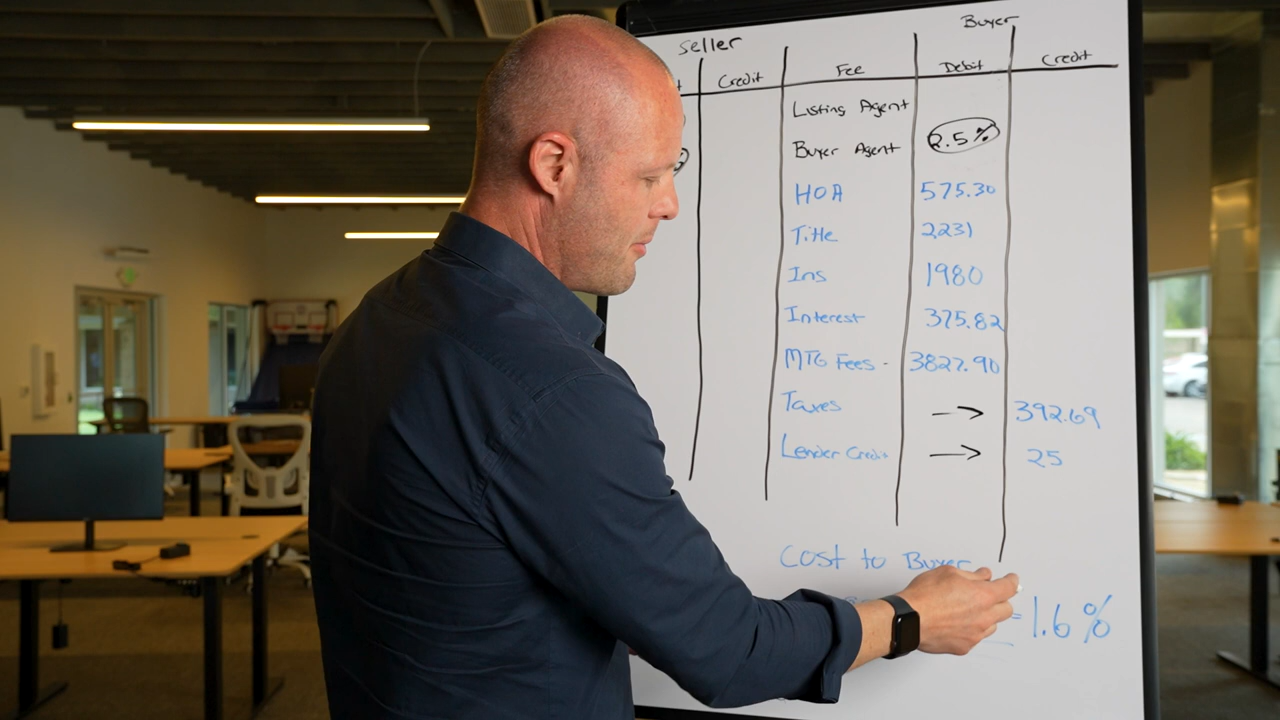 Seller Buyer
Credit Fee Debit Credit
Listing Agent
Buyer Agent 2.5%
HOA 575.30
Title 2231
Ins 1980
Interest 375.82
MTG Fees - 3827.90
Taxes → 392.69
Lender Credit → 25
Cost to Buyer
= 1.6%